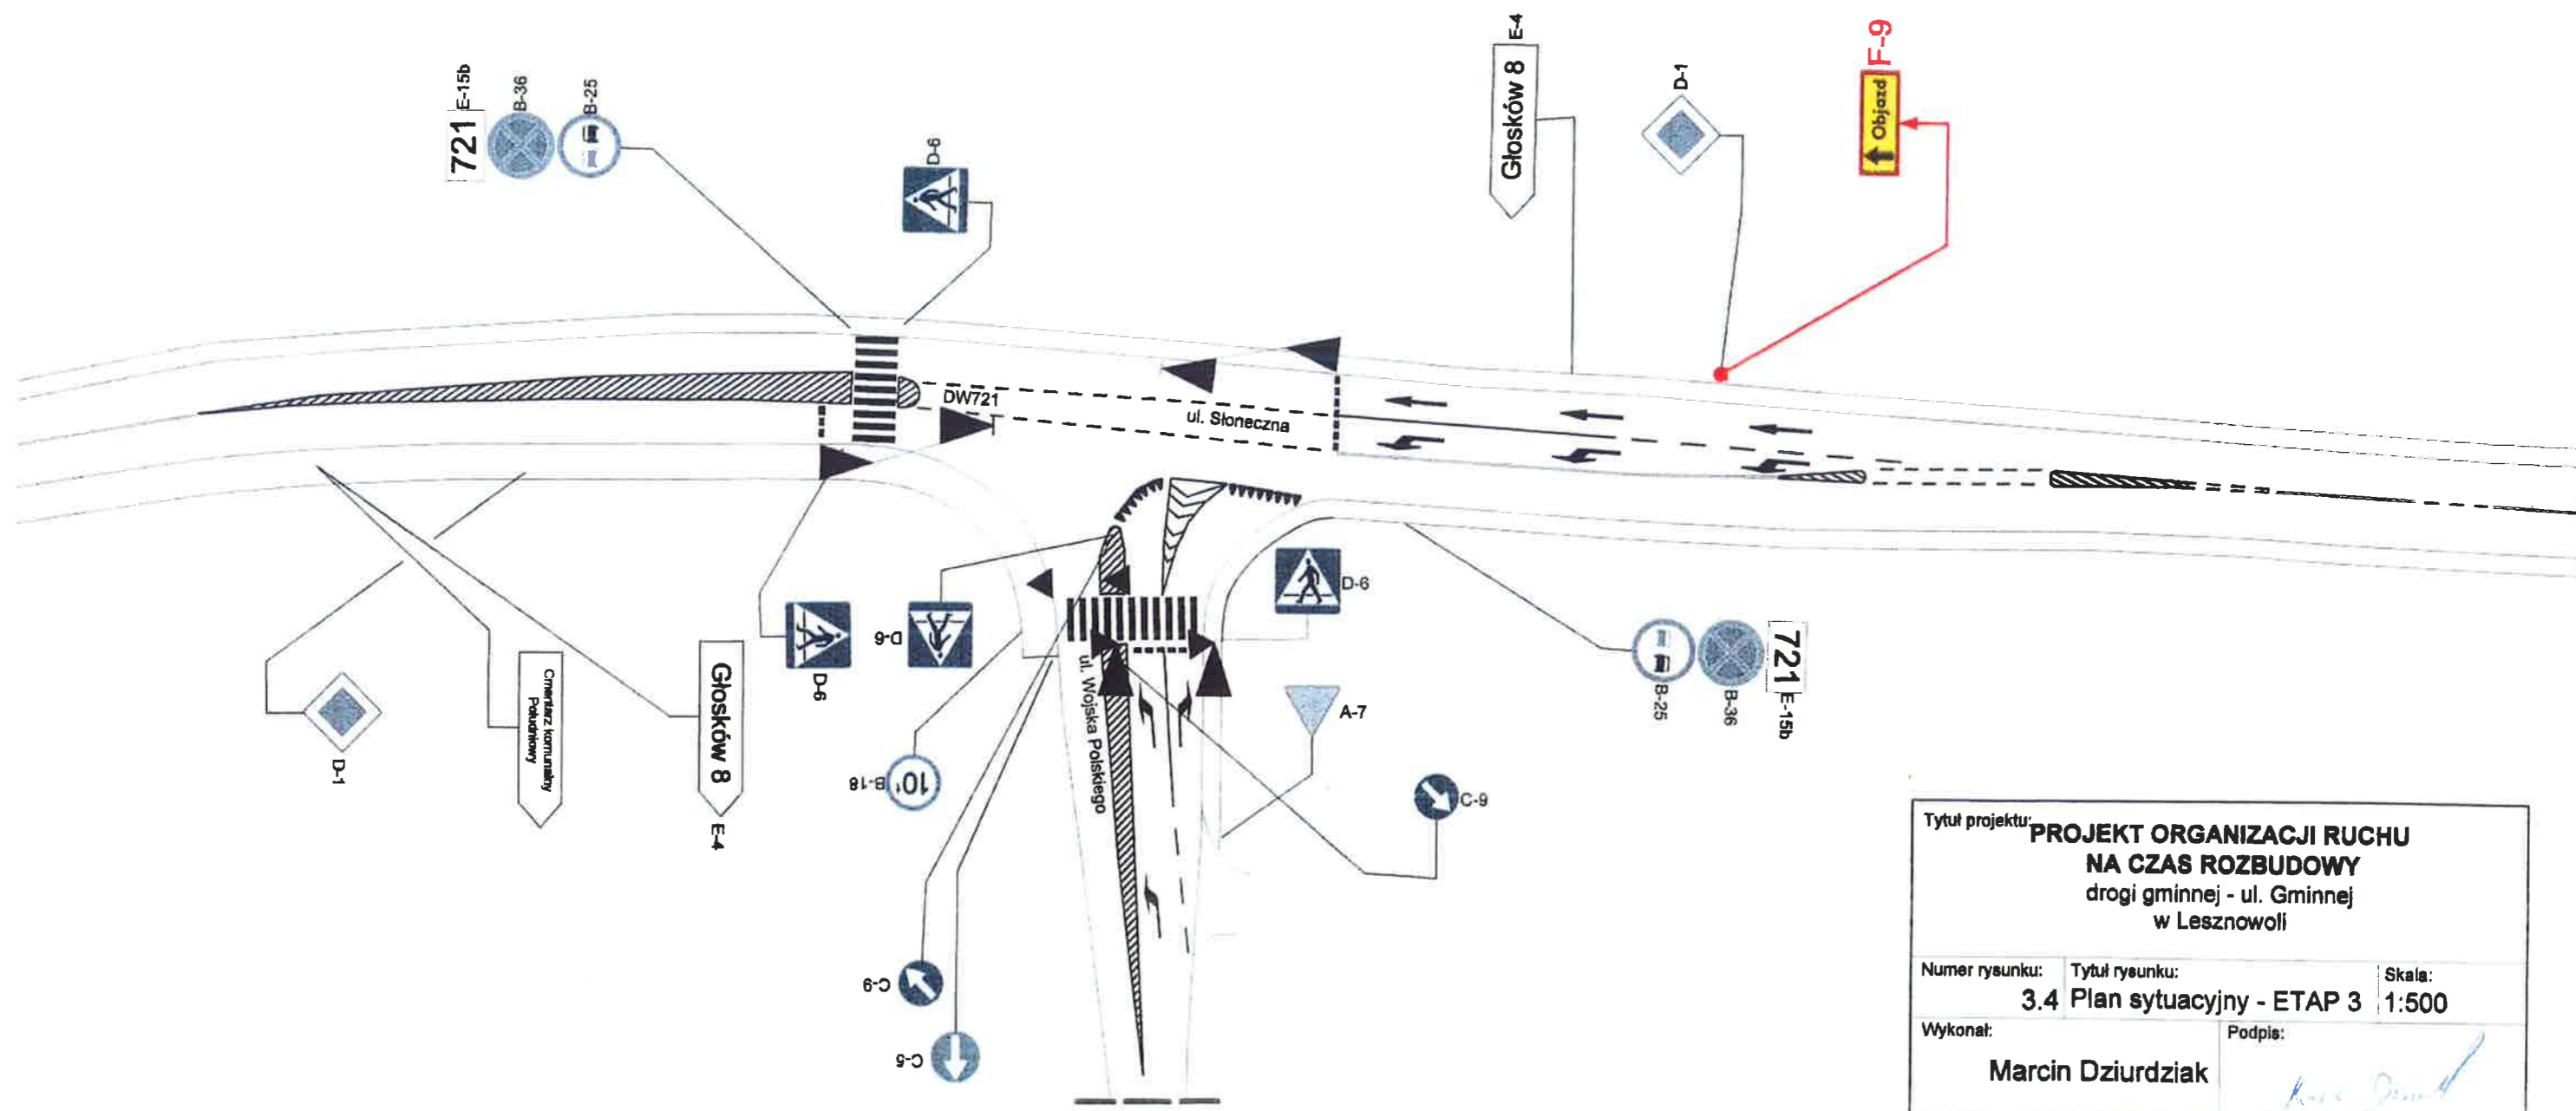 721
E-15b
B-36
B-25
D-6
Głosków 8
E-4
D-1
Objazd
F-9
DW721
ul. Słoneczna
D-1
Cmentarz komunalny
Południowy
Głosków 8
E-4
D-6
D-6
B-18
10t
ul. Wojska Polskiego
D-6
A-7
C-9
B-25
B-36
721
E-15b
C-9
C-5
Tytuł projektu:
PROJEKT ORGANIZACJI RUCHU
NA CZAS ROZBUDOWY
drogi gminnej - ul. Gminnej
w Lesznowoli
Numer rysunku:
3.4
Tytuł rysunku:
Plan sytuacyjny - ETAP 3
Skala:
1:500
Wykonał:
Marcin Dziurdziak
Podpis: